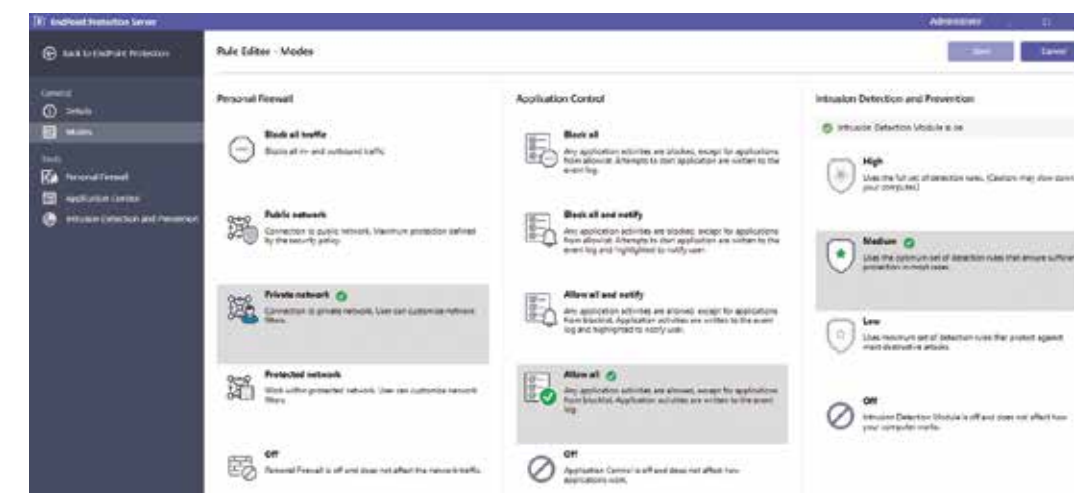 EndPoint Protection Server
Administrator
Back to EndPoint Protection
Rule Editor - Modes
Save
Cancel
General
Details
Modes
Tools
Personal Firewall
Application Control
Intrusion Detection and Prevention
Personal Firewall
Block all traffic
Blocks all in- and outbound traffic.
Public network
Connection to public network. Maximum protection defined
by the security policy.
Private network
Connection to private network. User can customize network
filters.
Protected network
Work within protected network. User can customize network
filters.
Off
Personal Firewall is off and does not affect the network traffic.
Application Control
Block all
Any application activities are blocked, except for applications
from allowlist. Attempts to start application are written to the
event log.
Block all and notify
Any application activities are blocked, except for applications
from allowlist. Attempts to start application are written to the
event log and highlighted to notify user.
Allow all and notify
Any application activities are allowed, except for applications
from blocklist. Application activities are written to the event
log and highlighted to notify user.
Allow all
Any application activities are allowed, except for applications
from blocklist. Application activities are written to the event
log.
Off
Application Control is off and does not affect how
applications work.
Intrusion Detection and Prevention
Intrusion Detection Module is on
High
Uses the full set of detection rules. (Caution: may slow down
your computer.)
Medium
Uses the optimum set of detection rules that ensure sufficient
protection in most cases.
Low
Uses minimum set of detection rules that protect against
most destructive attacks.
Off
Intrusion Detection Module is off and does not affect how
your computer works.